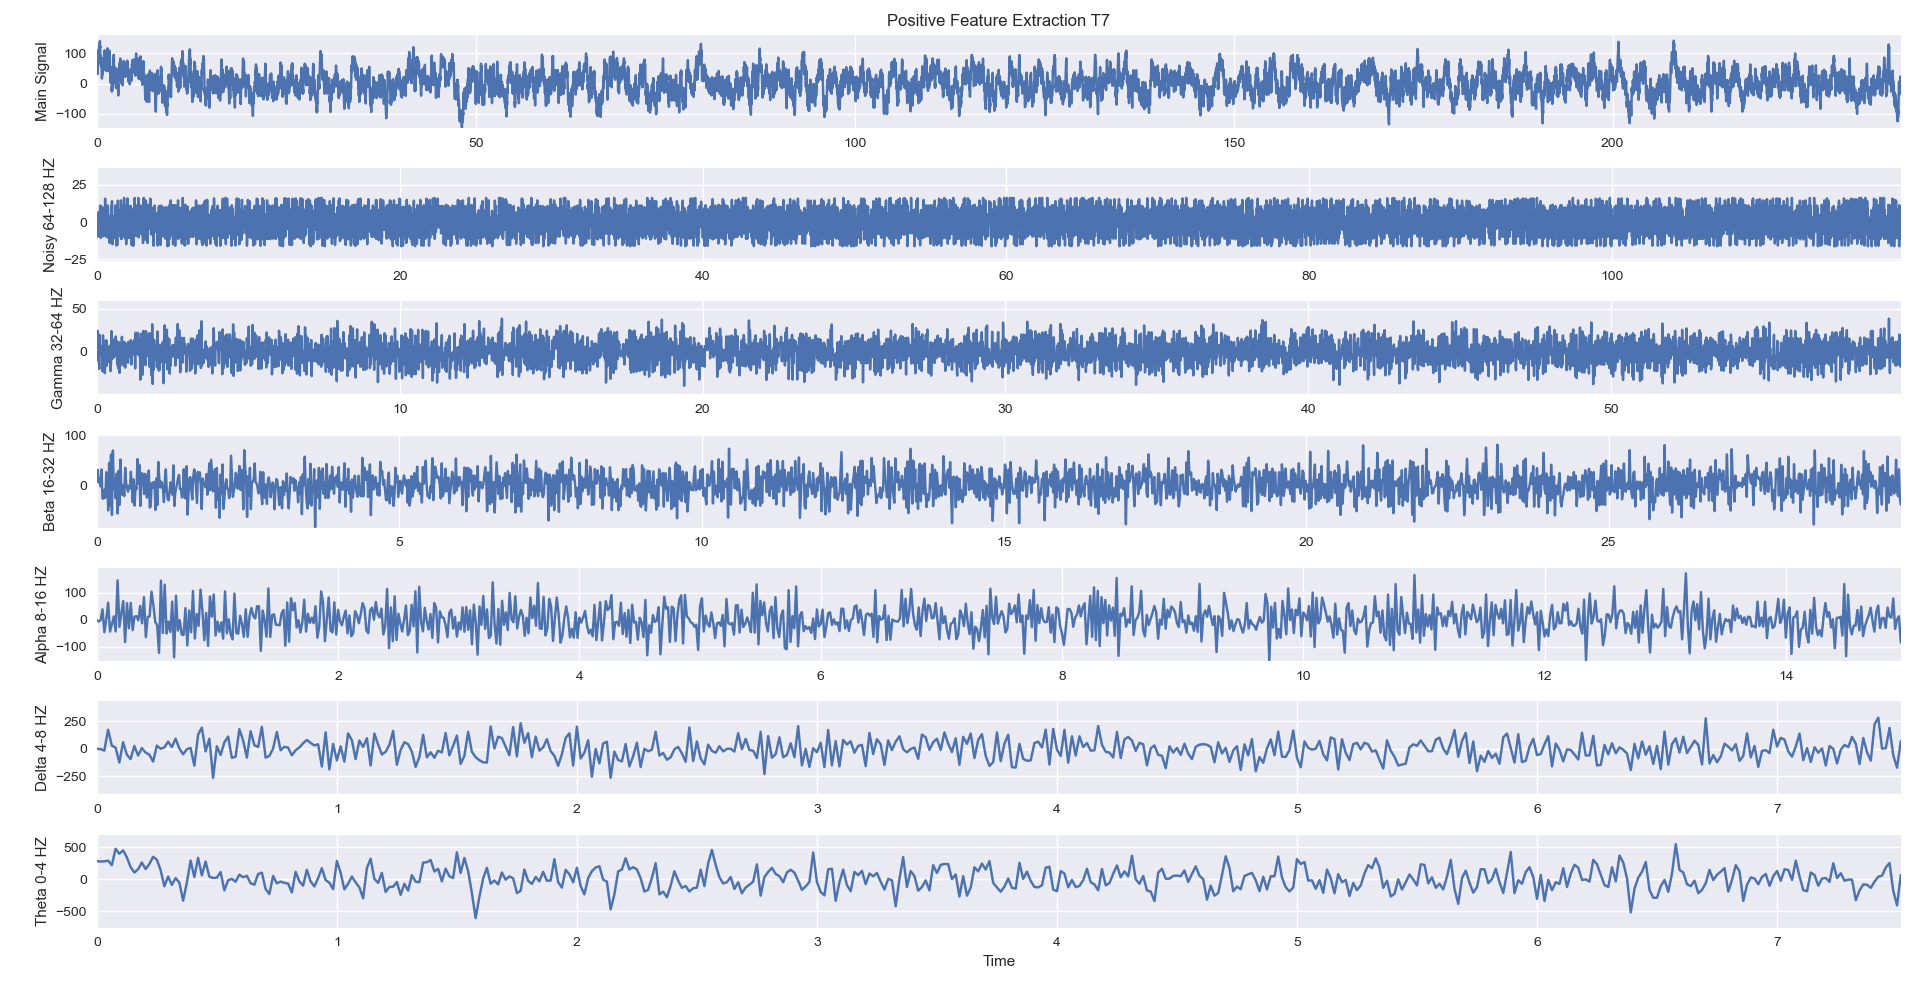 Positive Feature Extraction T7
Main Signal
100
0
−100
0 50 100 150 200
Noisy 64-128 HZ
25
0
−25
0 20 40 60 80 100
Gamma 32-64 HZ
50
0
0 10 20 30 40 50
Beta 16-32 HZ
100
0
0 5 10 15 20 25
Alpha 8-16 HZ
100
0
−100
0 2 4 6 8 10 12 14
Delta 4-8 HZ
250
0
−250
0 1 2 3 4 5 6 7
Theta 0-4 HZ
500
0
−500
0 1 2 3 4 5 6 7
Time